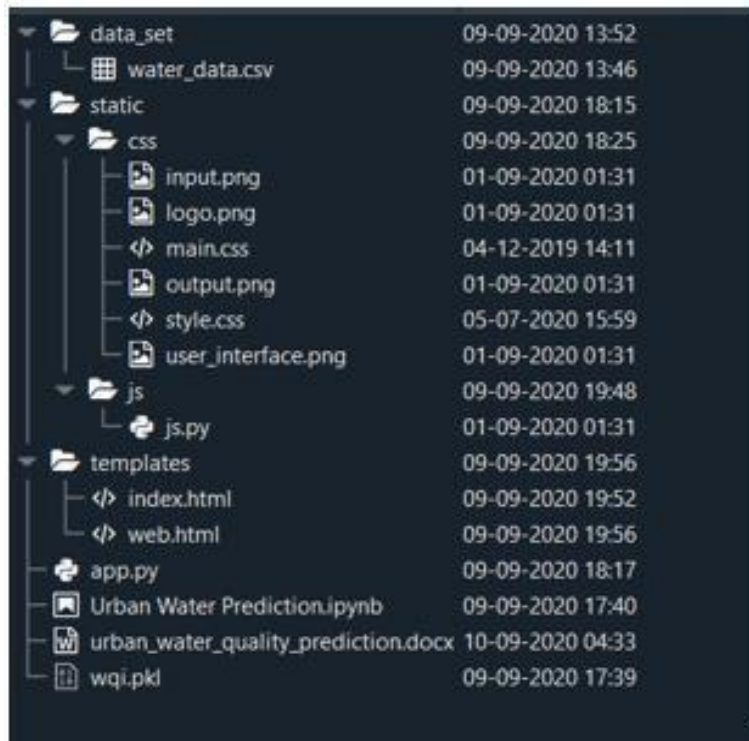 data_set 09-09-2020 13:52
water_data.csv 09-09-2020 13:46
static 09-09-2020 18:15
css 09-09-2020 18:25
input.png 01-09-2020 01:31
logo.png 01-09-2020 01:31
main.css 04-12-2019 14:11
output.png 01-09-2020 01:31
style.css 05-07-2020 15:59
user_interface.png 01-09-2020 01:31
js 09-09-2020 19:48
js.py 01-09-2020 01:31
templates 09-09-2020 19:56
index.html 09-09-2020 19:52
web.html 09-09-2020 19:56
app.py 09-09-2020 18:17
Urban Water Prediction.ipynb 09-09-2020 17:40
urban_water_quality_prediction.docx 10-09-2020 04:33
wqi.pkl 09-09-2020 17:39